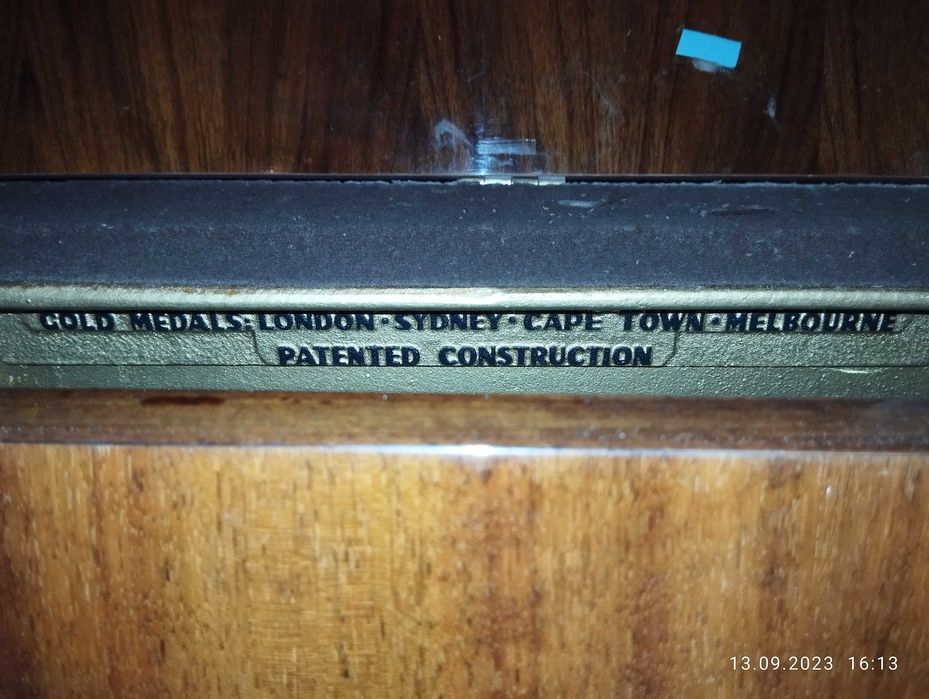 GOLD MEDALS: LONDON · SYDNEY · CAPE TOWN · MELBOURNE
PATENTED CONSTRUCTION
13.09.2023 16:13